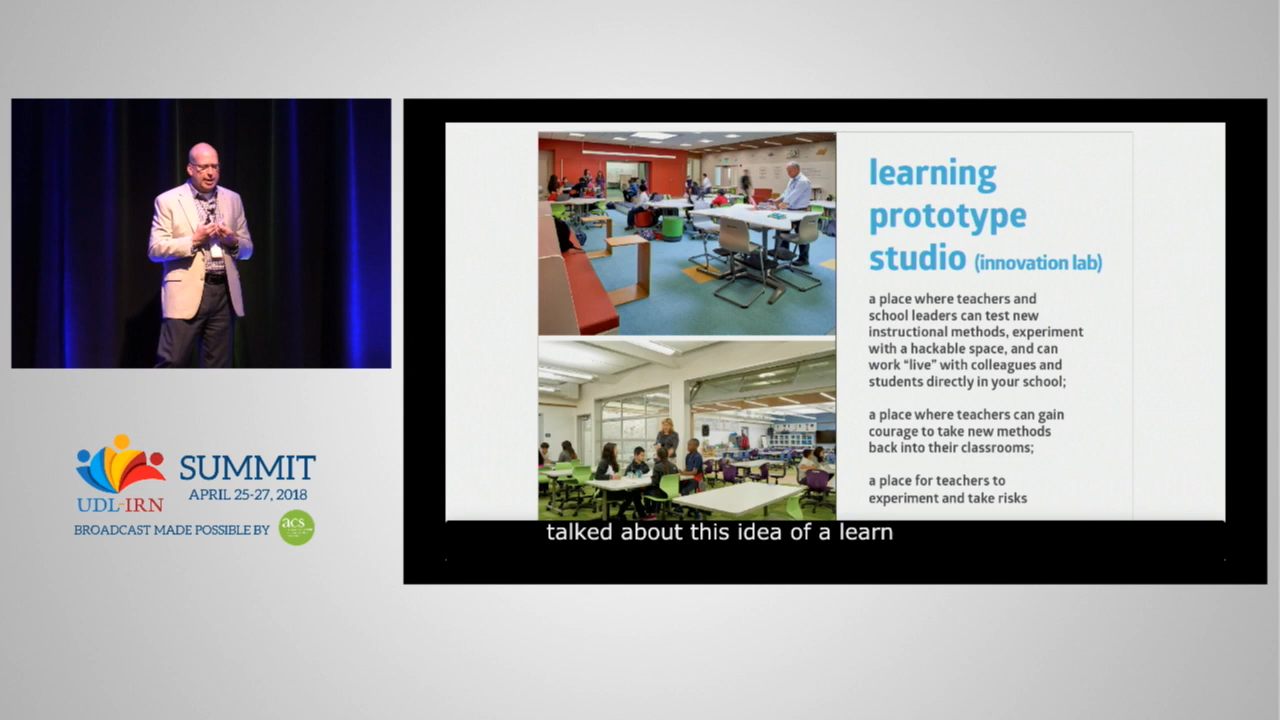 UDL-IRN
SUMMIT
APRIL 25-27, 2018
BROADCAST MADE POSSIBLE BY
acs
learning
prototype
studio (innovation lab)
a place where teachers and
school leaders can test new
instructional methods, experiment
with a hackable space, and can
work “live” with colleagues and
students directly in your school;
a place where teachers can gain
courage to take new methods
back into their classrooms;
a place for teachers to
experiment and take risks
talked about this idea of a learn